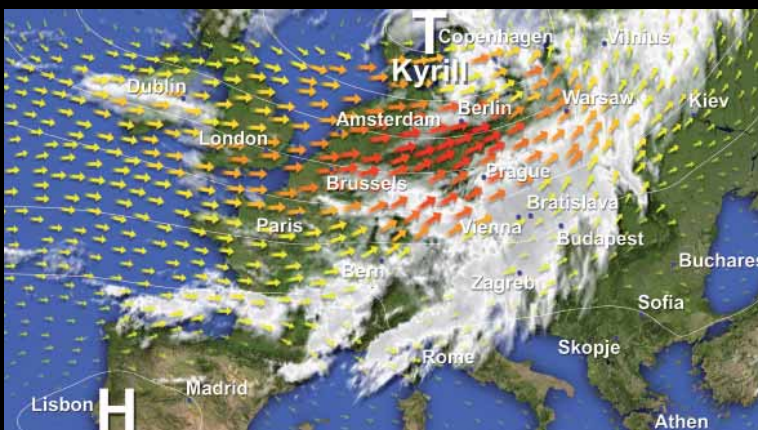 T
Copenhagen
Vilnius
Kyrill
Dublin
Berlin
Warsaw
Kiev
Amsterdam
London
Brussels
Prague
Bratislava
Paris
Vienna
Budapest
Bern
Bucharest
Zagreb
Sofia
Rome
Skopje
Madrid
Lisbon
H
Athen